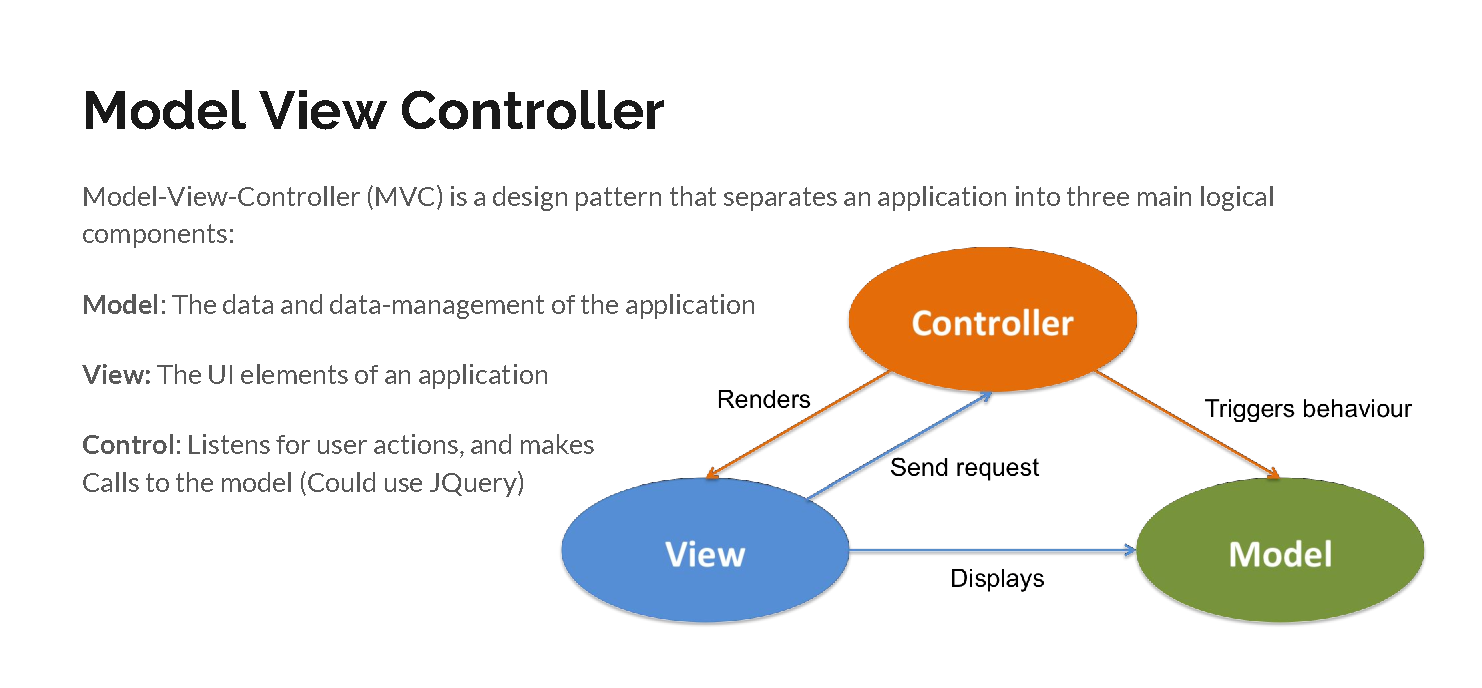 Model View Controller
Model-View-Controller (MVC) is a design pattern that separates an application into three main logical
components:
Model: The data and data-management of the application
View: The UI elements of an application
Control: Listens for user actions, and makes
Calls to the model (Could use JQuery)
Controller
Renders
Triggers behaviour
Send request
View
Model
Displays